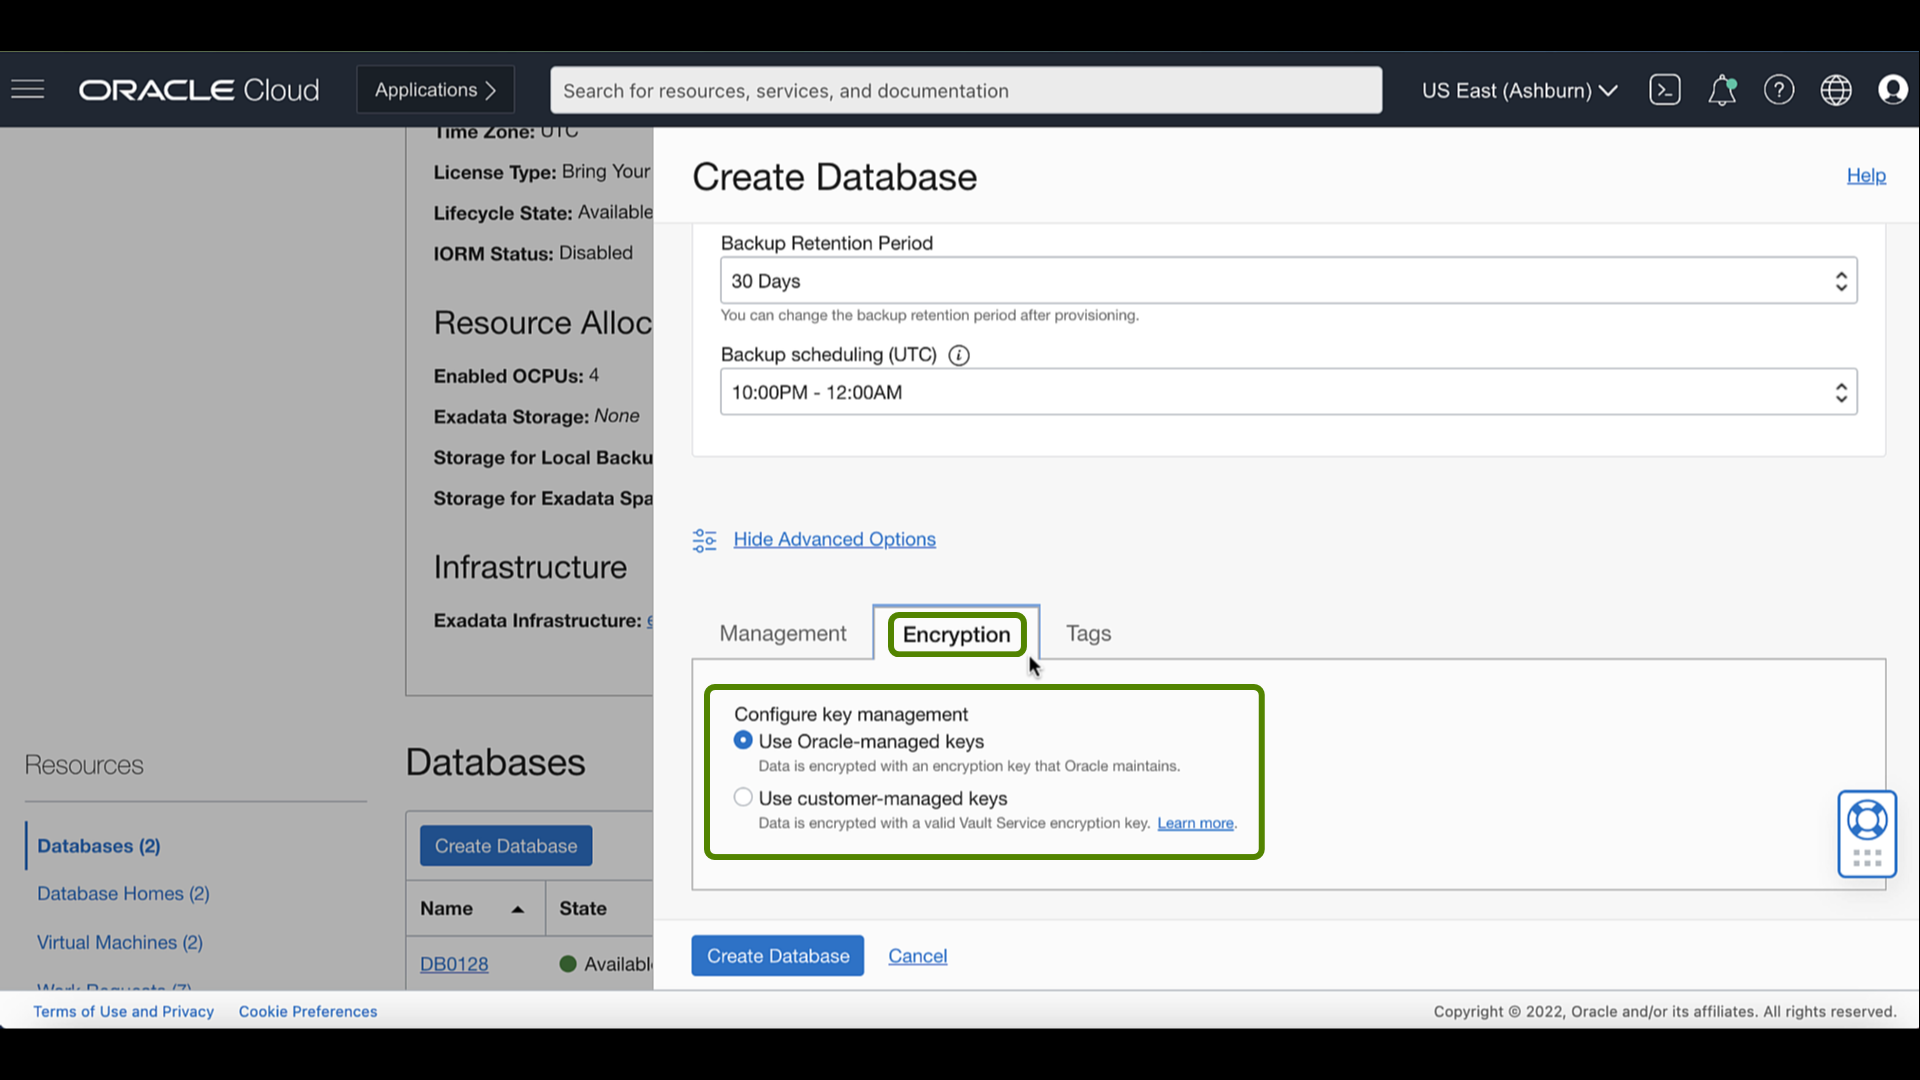 ORACLE Cloud
Applications
Search for resources, services, and documentation
US East (Ashburn)
Time Zone: UTC
License Type: Bring Your
Lifecycle State: Available
IORM Status: Disabled
Resource Alloc
Enabled OCPUs: 4
Exadata Storage: None
Storage for Local Backu
Storage for Exadata Spa
Infrastructure
Exadata Infrastructure:
Resources
Databases (2)
Database Homes (2)
Virtual Machines (2)
Work Requests (7)
Databases
Create Database
Name
State
DB0128
Availabl
Create Database
Help
Backup Retention Period
30 Days
You can change the backup retention period after provisioning.
Backup scheduling (UTC)
10:00PM - 12:00AM
Hide Advanced Options
Management
Encryption
Tags
Configure key management
Use Oracle-managed keys
Data is encrypted with an encryption key that Oracle maintains.
Use customer-managed keys
Data is encrypted with a valid Vault Service encryption key. Learn more.
Create Database
Cancel
Terms of Use and Privacy
Cookie Preferences
Copyright © 2022, Oracle and/or its affiliates. All rights reserved.